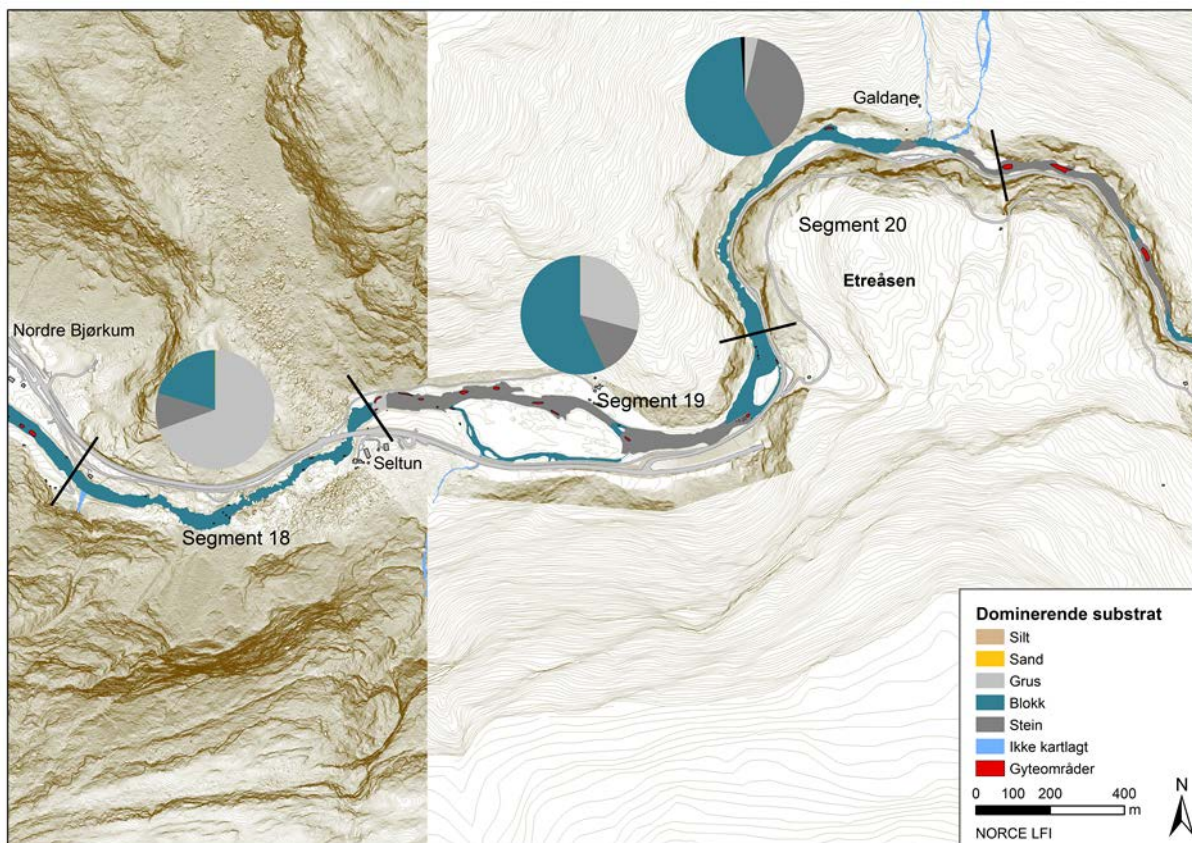 Galdane
Segment 20
Etreåsen
Nordre Bjørkum
Segment 19
Seltun
Segment 18
Dominerende substrat
Silt
Sand
Grus
Blokk
Stein
Ikke kartlagt
Gyteområder
0 100 200 400
m
NORCE LFI
N